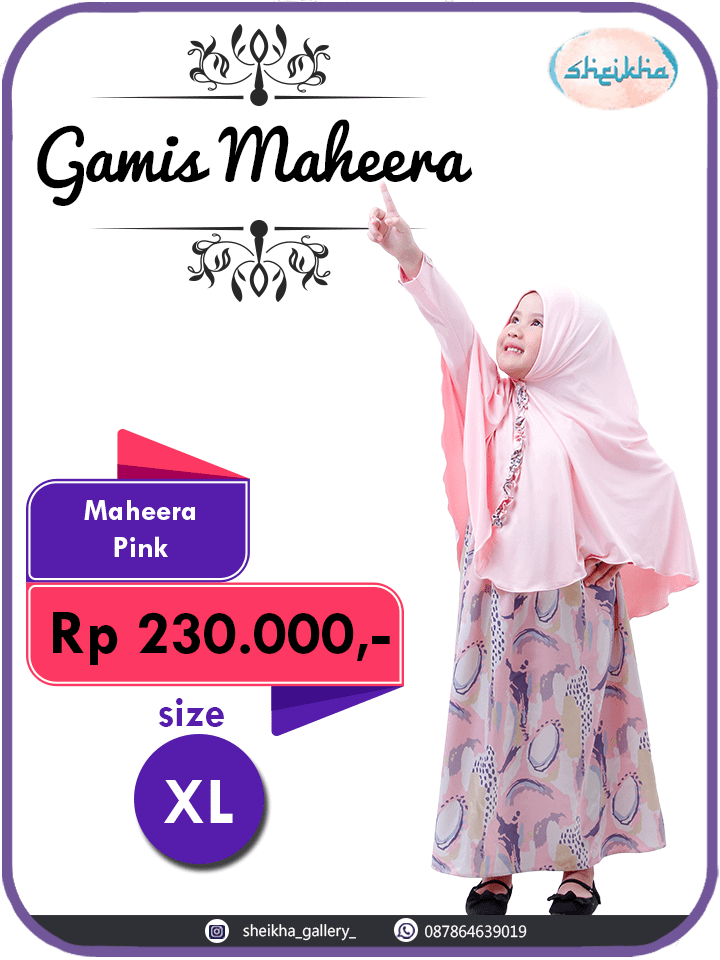 sheikha
Gamis Maheera
Maheera
Pink
Rp 230.000,-
size
XL
sheikha_gallery_ 087864639019